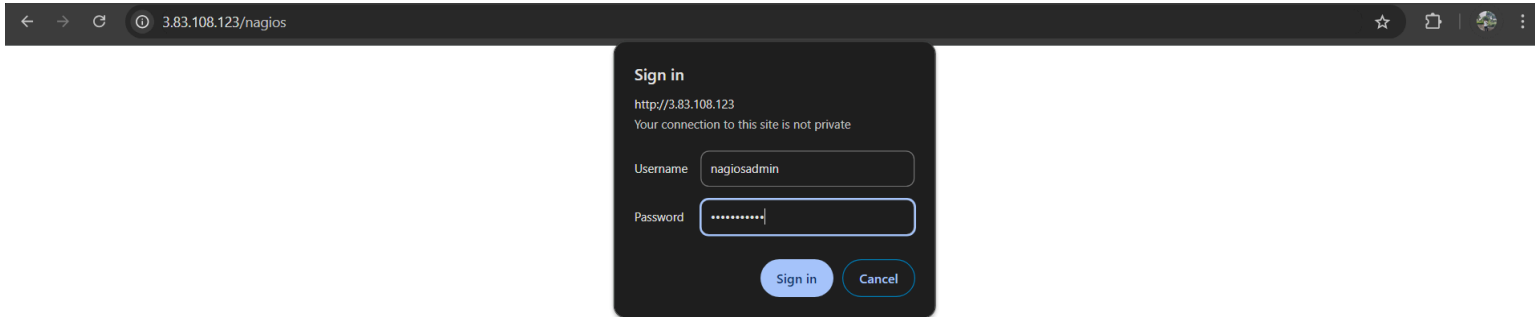 3.83.108.123/nagios
Sign in
http://3.83.108.123
Your connection to this site is not private
Username nagiosadmin
Password •••••••••••
Sign in Cancel